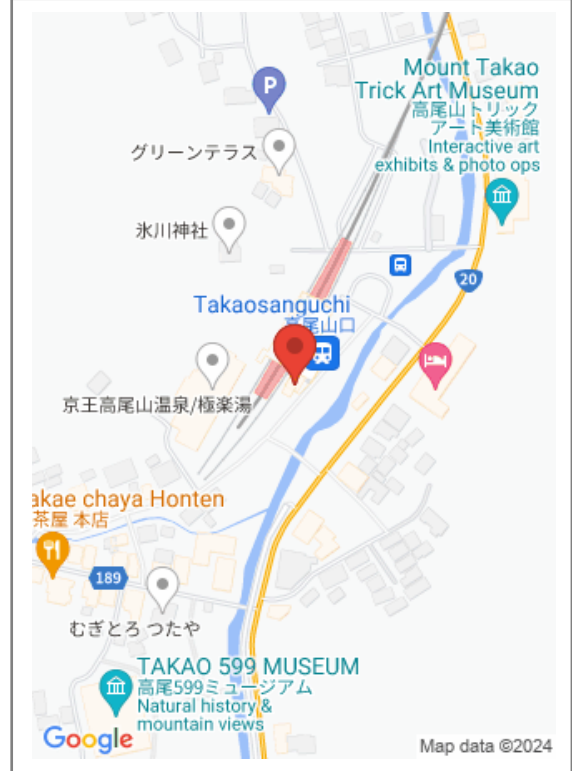 Mount Takao
Trick Art Museum
高尾山トリック
アート美術館
Interactive art
exhibits & photo ops
P
グリーンテラス
氷川神社
20
Takaosanguchi
高尾山口
京王高尾山温泉/極楽湯
akae chaya Honten
茶屋 本店
189
むぎとろ つたや
TAKAO 599 MUSEUM
高尾599ミュージアム
Natural history &
mountain views
Google
Map data ©2024